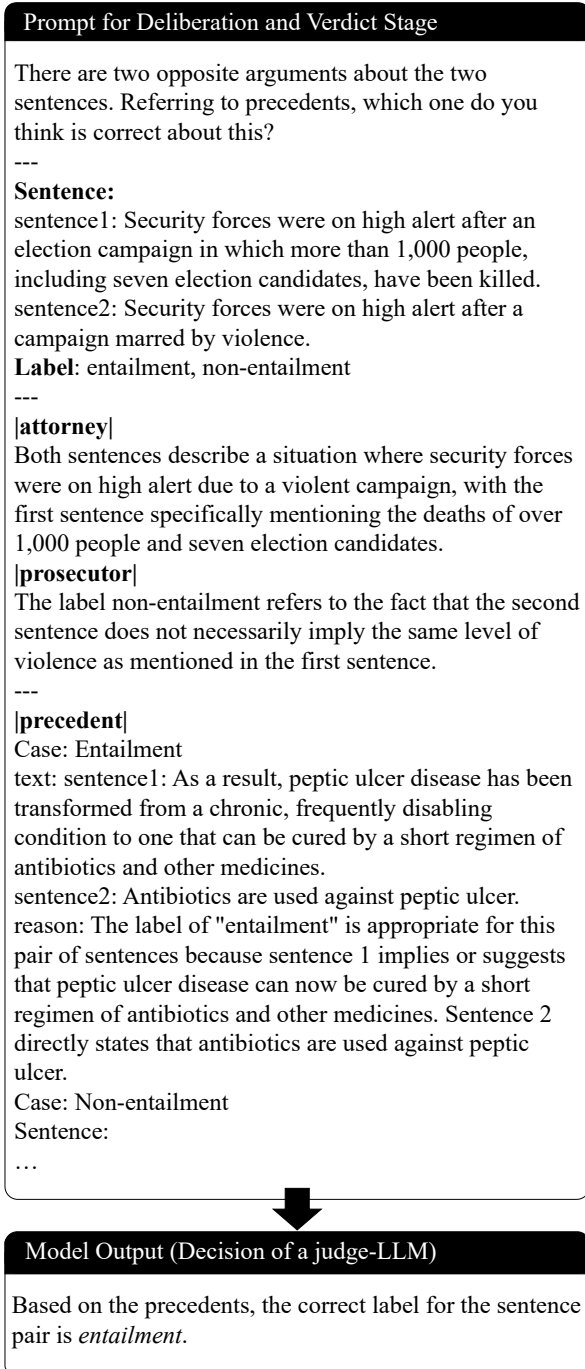 Prompt for Deliberation and Verdict Stage
There are two opposite arguments about the two
sentences. Referring to precedents, which one do you
think is correct about this?
---
Sentence:
sentence1: Security forces were on high alert after an
election campaign in which more than 1,000 people,
including seven election candidates, have been killed.
sentence2: Security forces were on high alert after a
campaign marred by violence.
Label: entailment, non-entailment
---
|attorney|
Both sentences describe a situation where security forces
were on high alert due to a violent campaign, with the
first sentence specifically mentioning the deaths of over
1,000 people and seven election candidates.
|prosecutor|
The label non-entailment refers to the fact that the second
sentence does not necessarily imply the same level of
violence as mentioned in the first sentence.
---
|precedent|
Case: Entailment
text: sentence1: As a result, peptic ulcer disease has been
transformed from a chronic, frequently disabling
condition to one that can be cured by a short regimen of
antibiotics and other medicines.
sentence2: Antibiotics are used against peptic ulcer.
reason: The label of "entailment" is appropriate for this
pair of sentences because sentence 1 implies or suggests
that peptic ulcer disease can now be cured by a short
regimen of antibiotics and other medicines. Sentence 2
directly states that antibiotics are used against peptic
ulcer.
Case: Non-entailment
Sentence:
…
Model Output (Decision of a judge-LLM)
Based on the precedents, the correct label for the sentence
pair is entailment.